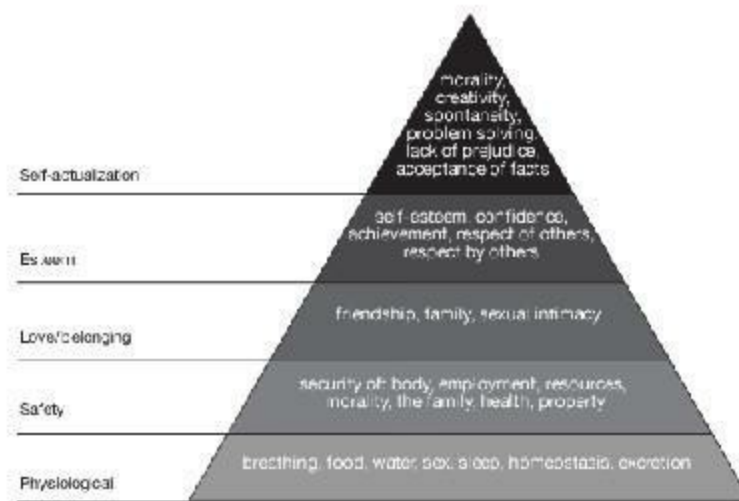 morality,
creativity,
spontaneity,
problem solving,
lack of prejudice,
acceptance of facts
Self-actualization
self-esteem, confidence,
achievement, respect of others,
respect by others
Esteem
friendship, family, sexual intimacy
Love/belonging
security of: body, employment, resources,
morality, the family, health, property
Safety
breathing, food, water, sex, sleep, homeostasis, excretion
Physiological